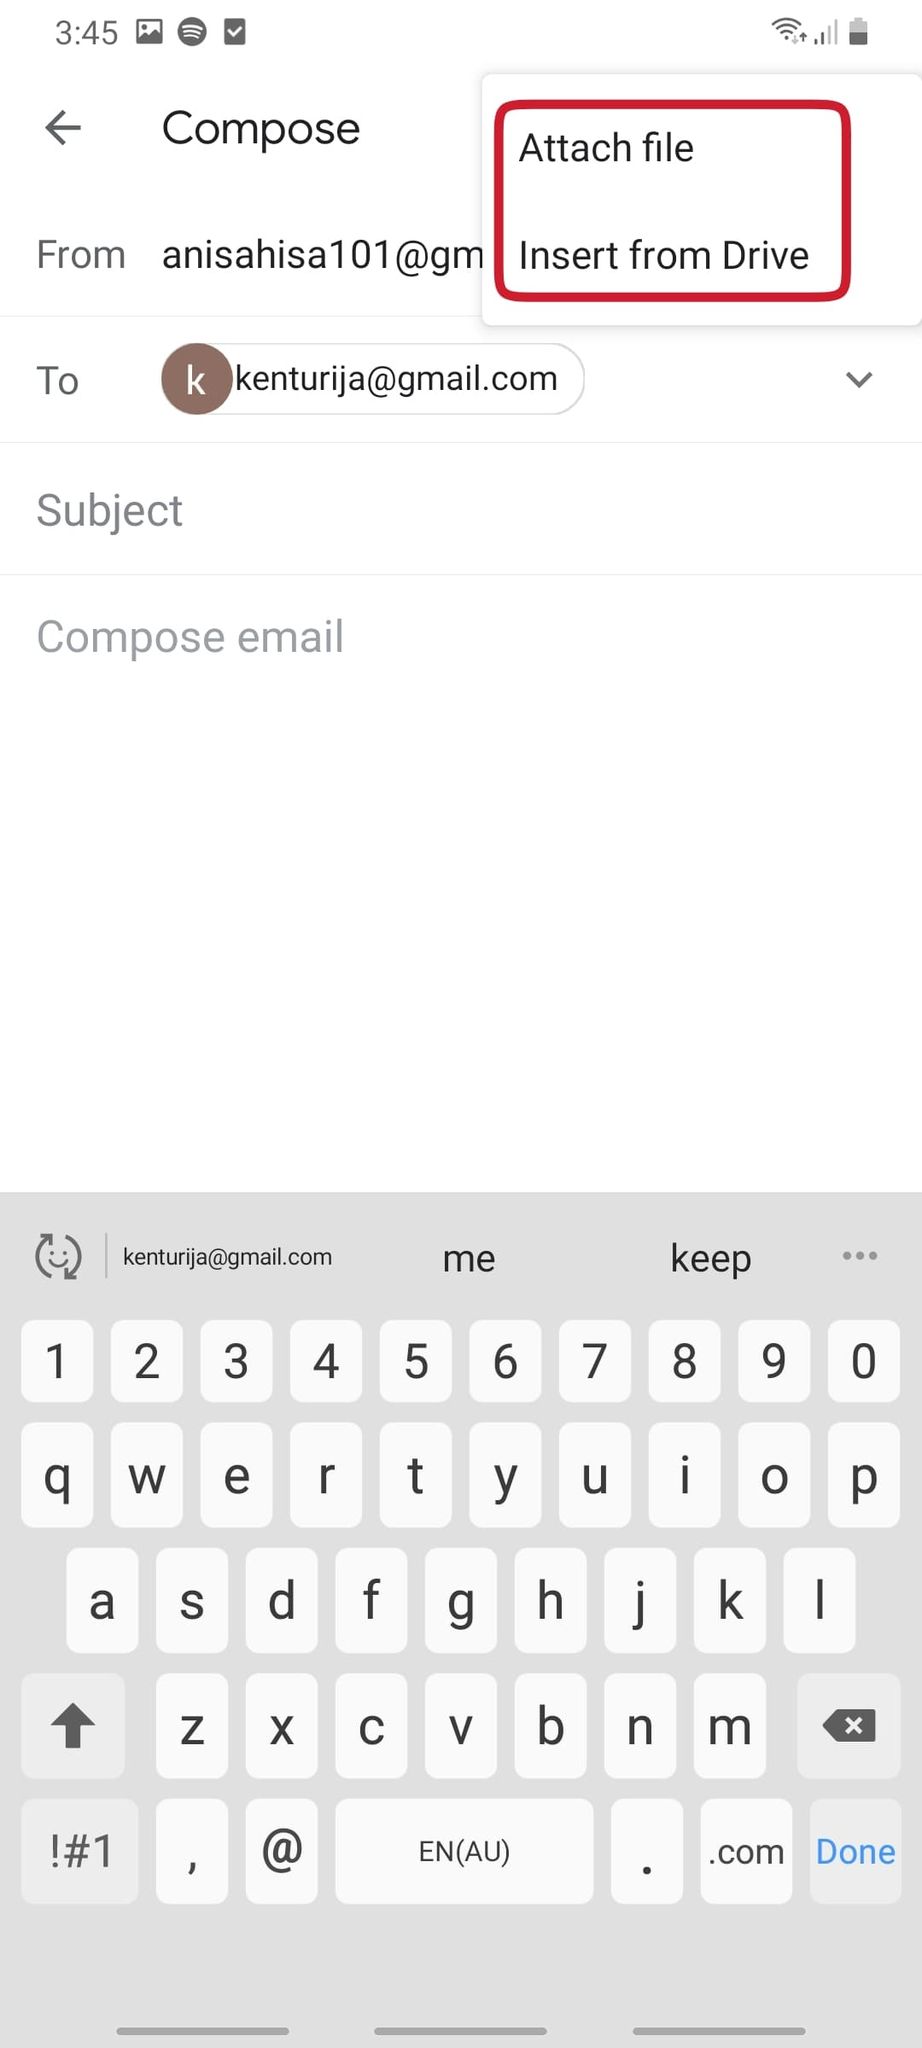 3:45
Compose
Attach file
From anisahisa101@gm
Insert from Drive
To k kenturija@gmail.com
Subject
Compose email
kenturija@gmail.com me keep
1 2 3 4 5 6 7 8 9 0
q w e r t y u i o p
a s d f g h j k l
z x c v b n m
!#1 , @ EN(AU) . .com Done